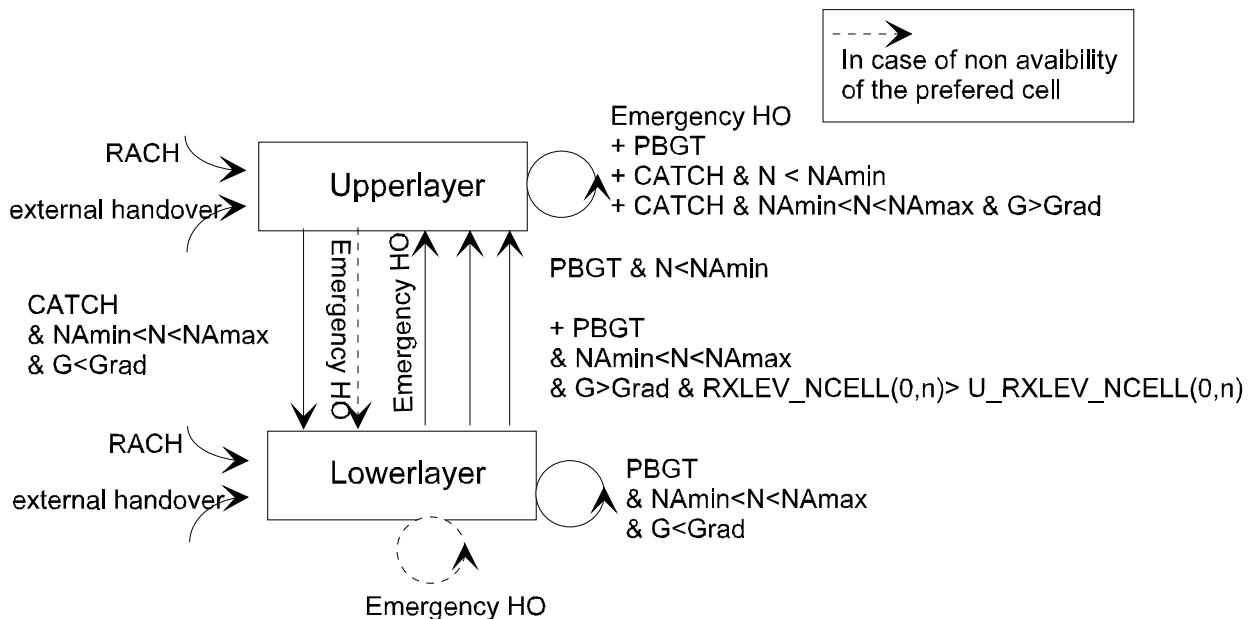 In case of non avaibility
of the prefered cell
Emergency HO
+ PBGT
+ CATCH & N < NAmin
+ CATCH & NAmin<N<NAmax & G>Grad
RACH
Upperlayer
external handover
Emergency HO
Emergency HO
PBGT & N<NAmin
CATCH
& NAmin<N<NAmax
& G<Grad
+ PBGT
& NAmin<N<NAmax
& G>Grad & RXLEV_NCELL(0,n)> U_RXLEV_NCELL(0,n)
RACH
Lowerlayer
external handover
PBGT
& NAmin<N<NAmax
& G<Grad
Emergency HO